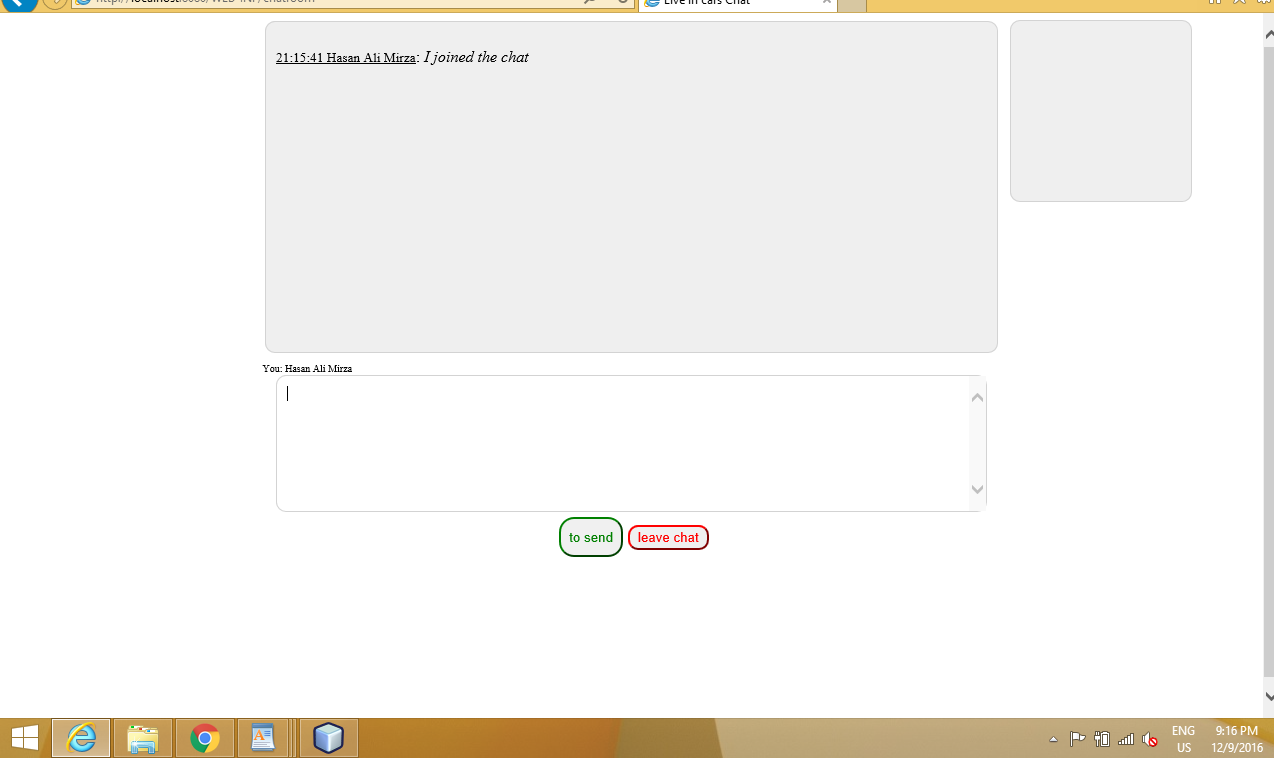 Live in cars Chat
21:15:41 Hasan Ali Mirza: I joined the chat
You: Hasan Ali Mirza
to send
leave chat
ENG
US
9:16 PM
12/9/2016